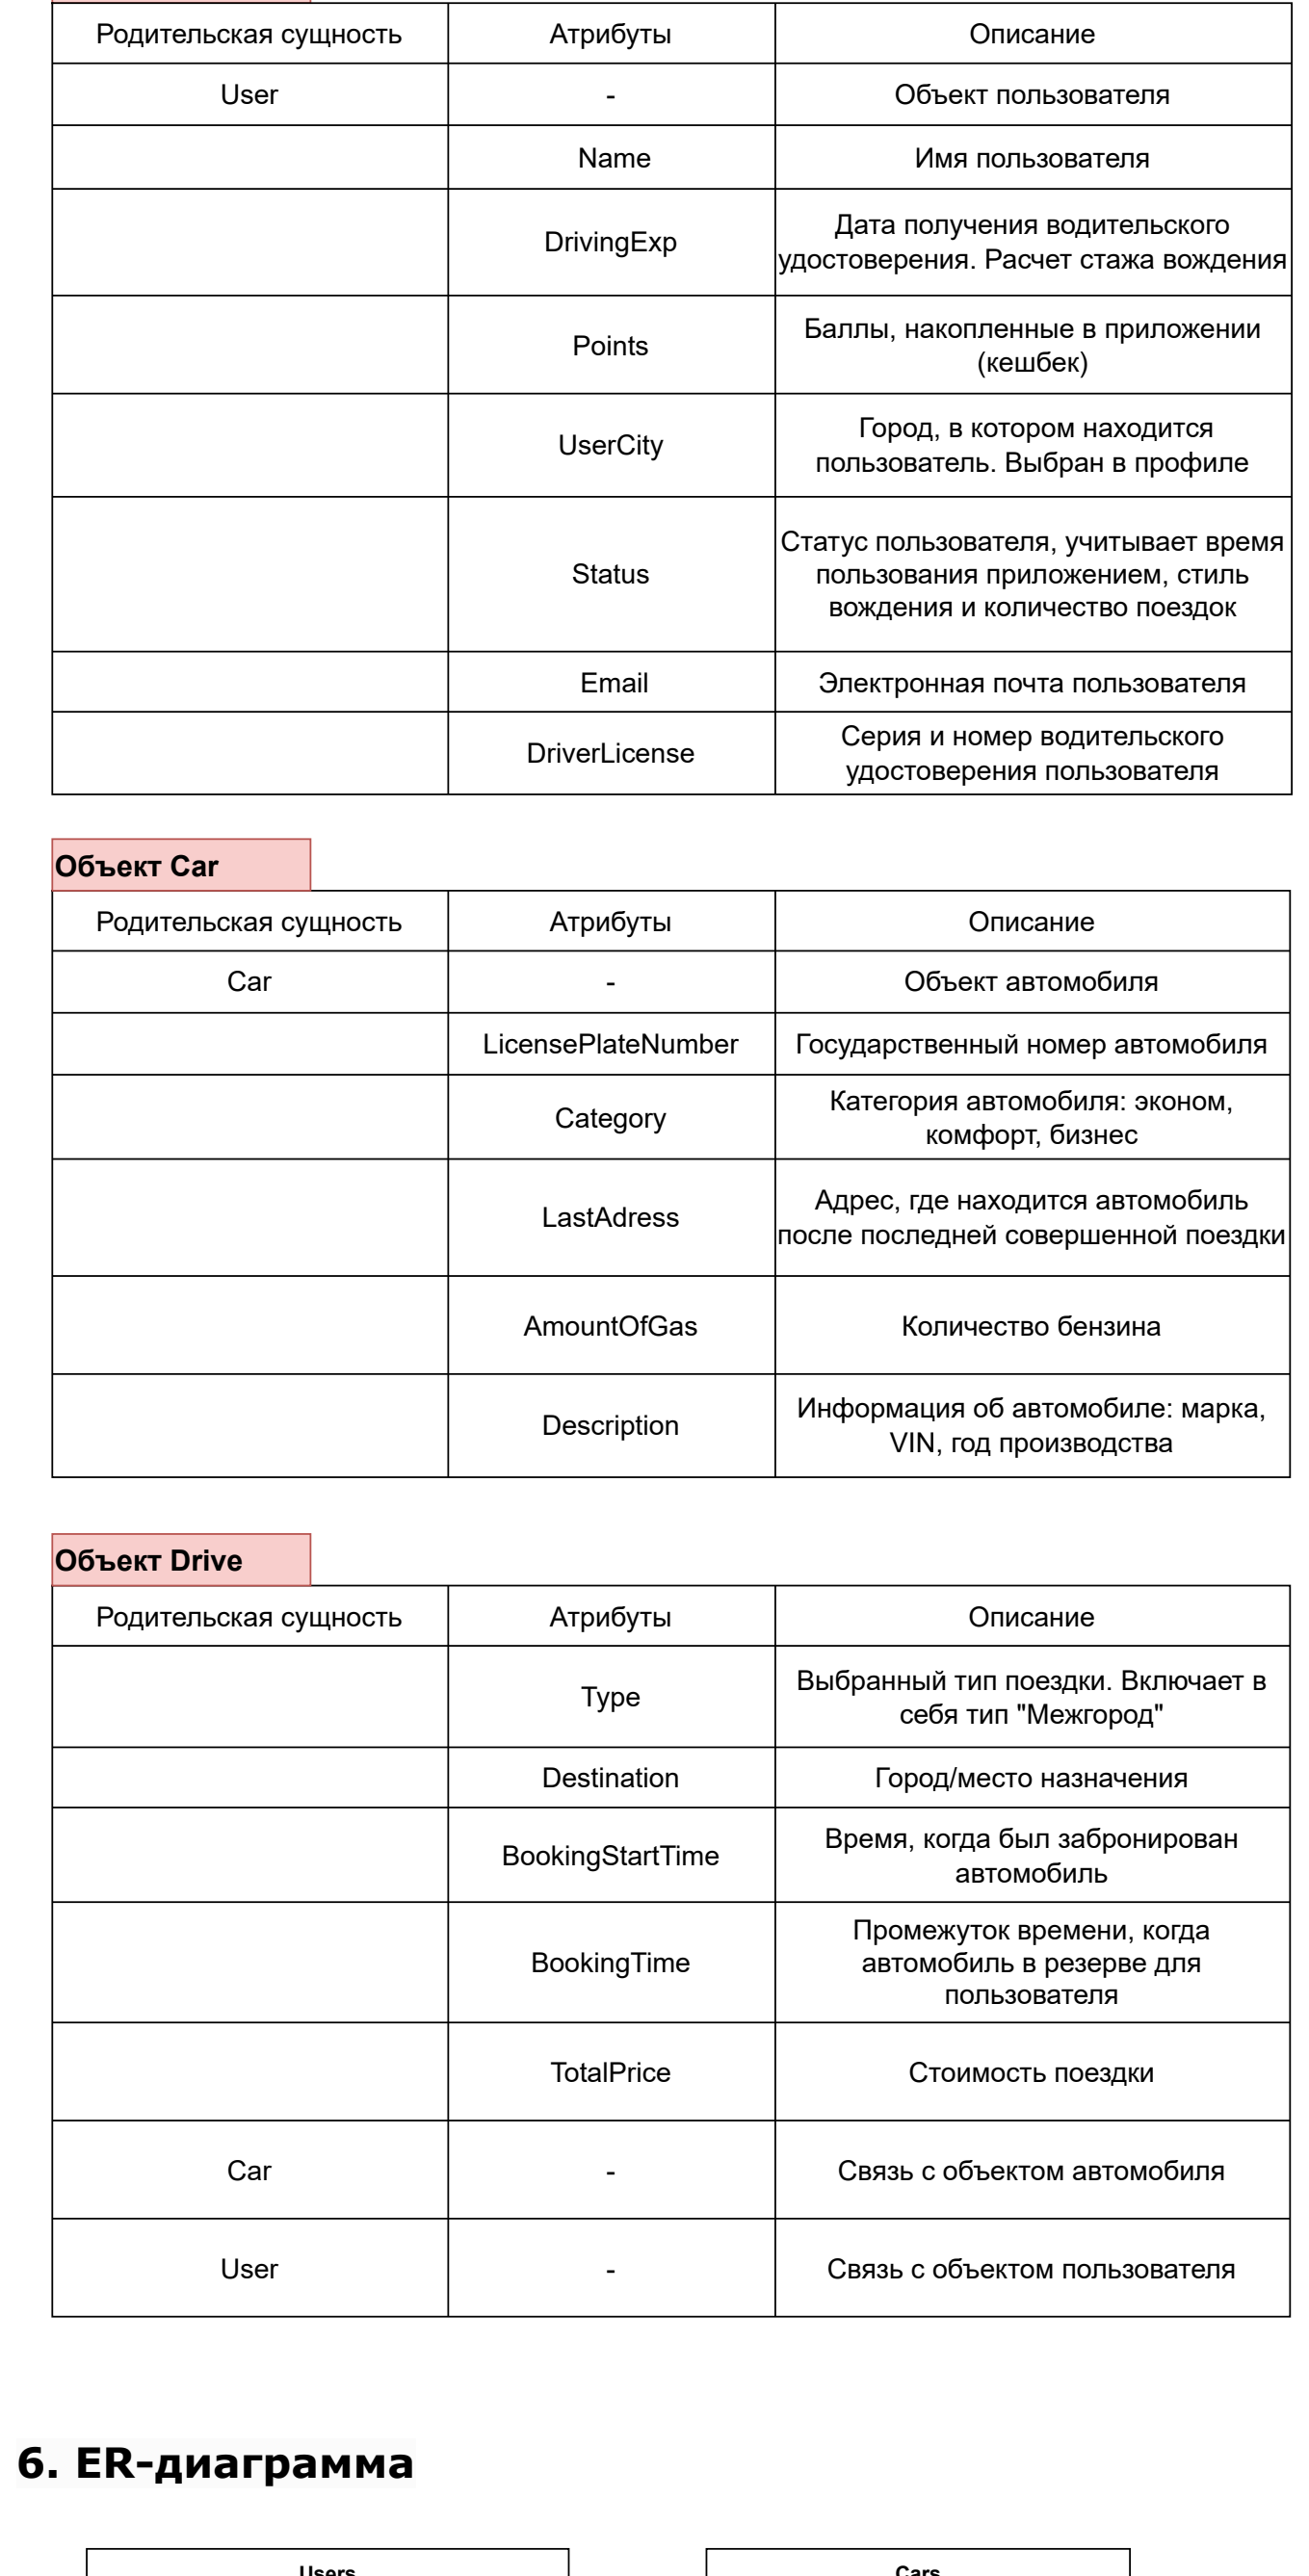 Родительская сущность Атрибуты Описание
User - Объект пользователя
Name Имя пользователя
DrivingExp Дата получения водительского
удостоверения. Расчет стажа вождения
Points Баллы, накопленные в приложении
(кешбек)
UserCity Город, в котором находится
пользователь. Выбран в профиле
Status Статус пользователя, учитывает время
пользования приложением, стиль
вождения и количество поездок
Email Электронная почта пользователя
DriverLicense Серия и номер водительского
удостоверения пользователя
Объект Car
Родительская сущность Атрибуты Описание
Car - Объект автомобиля
LicensePlateNumber Государственный номер автомобиля
Category Категория автомобиля: эконом,
комфорт, бизнес
LastAdress Адрес, где находится автомобиль
после последней совершенной поездки
AmountOfGas Количество бензина
Description Информация об автомобиле: марка,
VIN, год производства
Объект Drive
Родительская сущность Атрибуты Описание
Type Выбранный тип поездки. Включает в
себя тип "Межгород"
Destination Город/место назначения
BookingStartTime Время, когда был забронирован
автомобиль
BookingTime Промежуток времени, когда
автомобиль в резерве для
пользователя
TotalPrice Стоимость поездки
Car - Связь с объектом автомобиля
User - Связь с объектом пользователя
6. ER-диаграмма
Users Cars